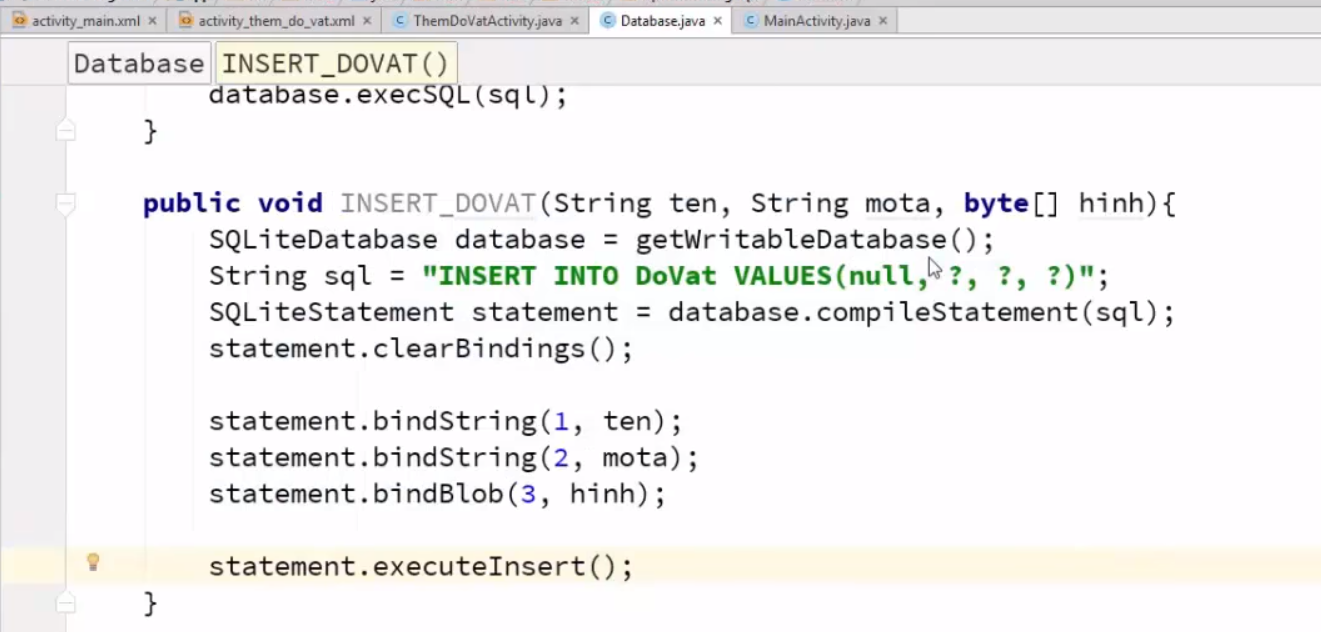 activity_main.xml × activity_them_do_vat.xml × ThemDoVatActivity.java × Database.java × MainActivity.java ×
Database INSERT_DOVAT()
database.execSQL(sql);
}
public void INSERT_DOVAT(String ten, String mota, byte[] hinh){
SQLiteDatabase database = getWritableDatabase();
String sql = "INSERT INTO DoVat VALUES(null, ?, ?, ?)";
SQLiteStatement statement = database.compileStatement(sql);
statement.clearBindings();
statement.bindString(1, ten);
statement.bindString(2, mota);
statement.bindBlob(3, hinh);
statement.executeInsert();
}